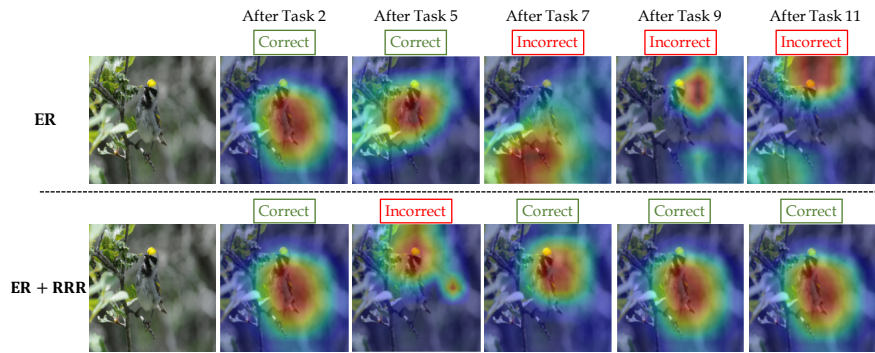 After Task 2 After Task 5 After Task 7 After Task 9 After Task 11
Correct Correct Incorrect Incorrect Incorrect
ER
Correct Incorrect Correct Correct Correct
ER + RRR